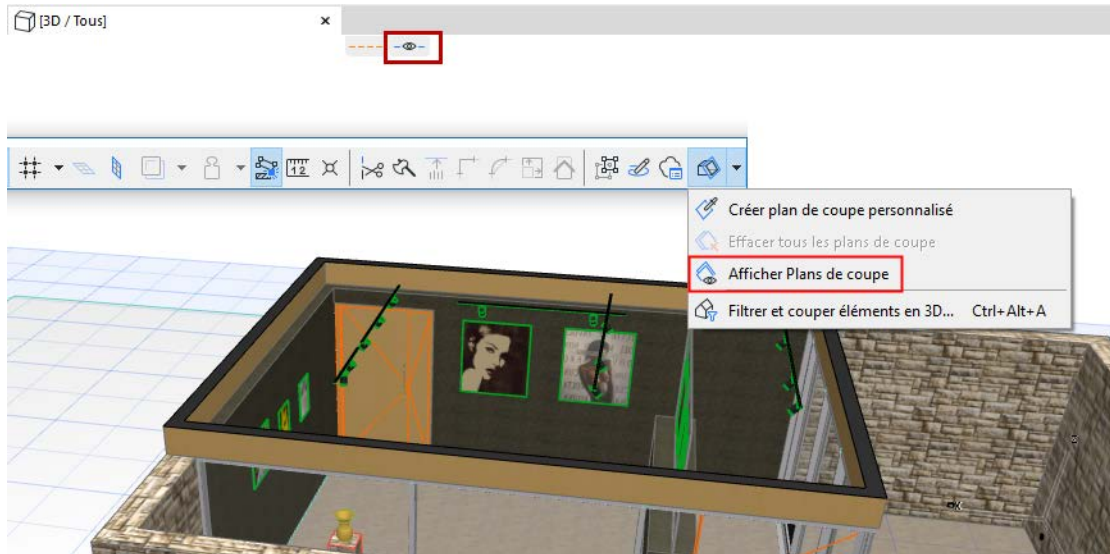 [3D / Tous]
12
Créer plan de coupe personnalisé
Effacer tous les plans de coupe
Afficher Plans de coupe
Filtrer et couper éléments en 3D... Ctrl+Alt+A